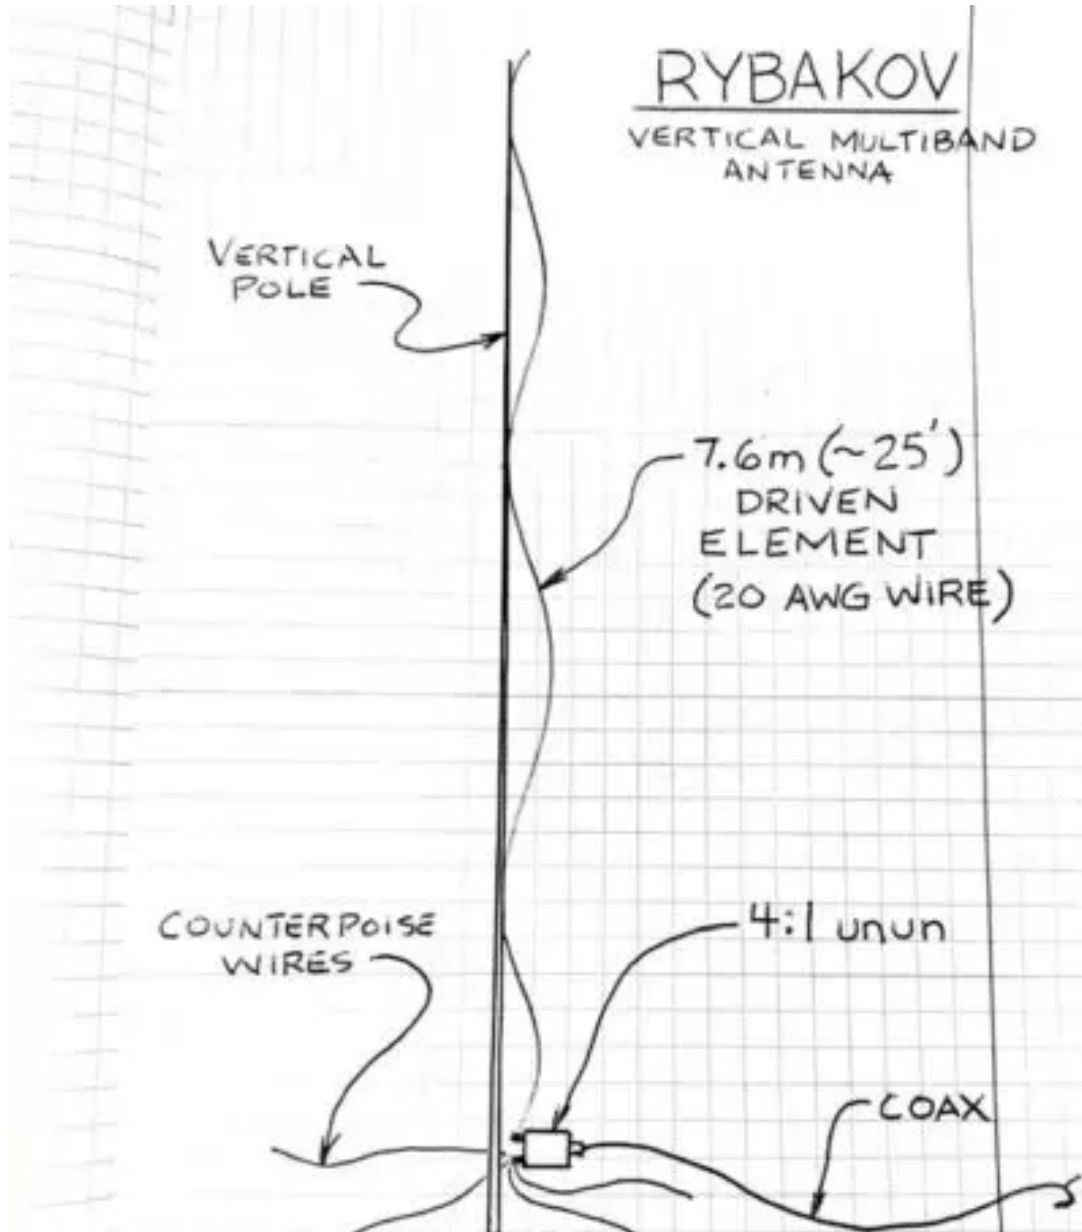 RYBAKOV
VERTICAL MULTIBAND
ANTENNA
VERTICAL
POLE
7.6m (~25')
DRIVEN
ELEMENT
(20 AWG WIRE)
COUNTERPOISE
WIRES
4:1 unun
COAX